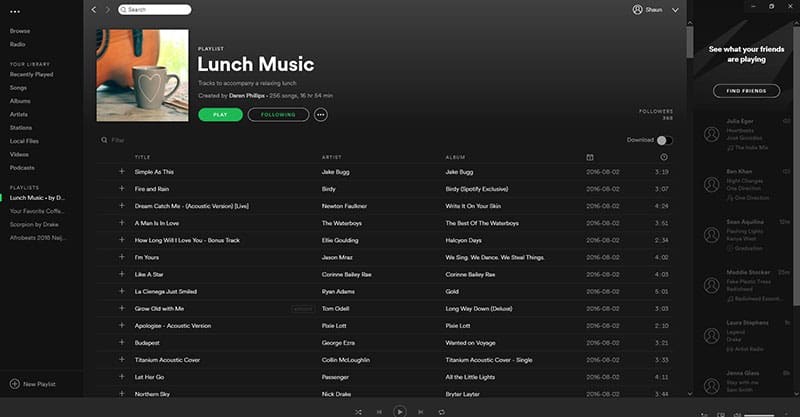 Search
Shaun
Browse
Radio
YOUR LIBRARY
Recently Played
Songs
Albums
Artists
Stations
Local Files
Videos
Podcasts
PLAYLISTS
Lunch Music • by D...
Your Favorite Coffe...
Scorpion by Drake
Afrobeats 2018 Naij...
New Playlist
PLAYLIST
Lunch Music
Tracks to accompany a relaxing lunch
Created by Daren Phillips • 256 songs, 16 hr 54 min
PLAY FOLLOWING
FOLLOWERS
368
Filter Download
TITLE ARTIST ALBUM
Simple As This Jake Bugg Jake Bugg 2016-08-02 3:19
Fire and Rain Birdy Birdy (Spotify Exclusive) 2016-08-02 3:07
Dream Catch Me - (Acoustic Version) [Live] Newton Faulkner Write It On Your Skin 2016-08-02 4:24
A Man Is In Love The Waterboys The Best Of The Waterboys 2016-08-02 3:51
How Long Will I Love You - Bonus Track Ellie Goulding Halcyon Days 2016-08-02 2:34
I'm Yours Jason Mraz We Sing. We Dance. We Steal Things. 2016-08-02 4:02
Like A Star Corinne Bailey Rae Corinne Bailey Rae 2016-08-02 4:03
La Cienega Just Smiled Ryan Adams Gold 2016-08-02 5:01
Grow Old with Me Tom Odell Long Way Down (Deluxe) 2016-08-02 3:03
Apologise - Acoustic Version Pixie Lott Pixie Lott 2016-08-02 2:10
Budapest George Ezra Wanted on Voyage 2016-08-02 3:21
Titanium Acoustic Cover Collin McLoughlin Titanium Acoustic Cover - Single 2016-08-02 3:33
Let Her Go Passenger All the Little Lights 2016-08-02 4:11
Northern Sky Nick Drake Bryter Layter 2016-08-02 3:44
See what your friends
are playing
FIND FRIENDS
Julia Eger
Heartbeats
José González
The Indie Mix
Ben Khan
Night Changes
One Direction
One Direction
Sean Aquilina
Flashing Lights
Kanye West
Graduation
Maddie Stocker 23m
Fake Plastic Trees
Radiohead
Radiohead Essenti...
Laura Stephens
Legend
Drake
Artist Radio
Jenna Glass
Stay with me
Sam Smith